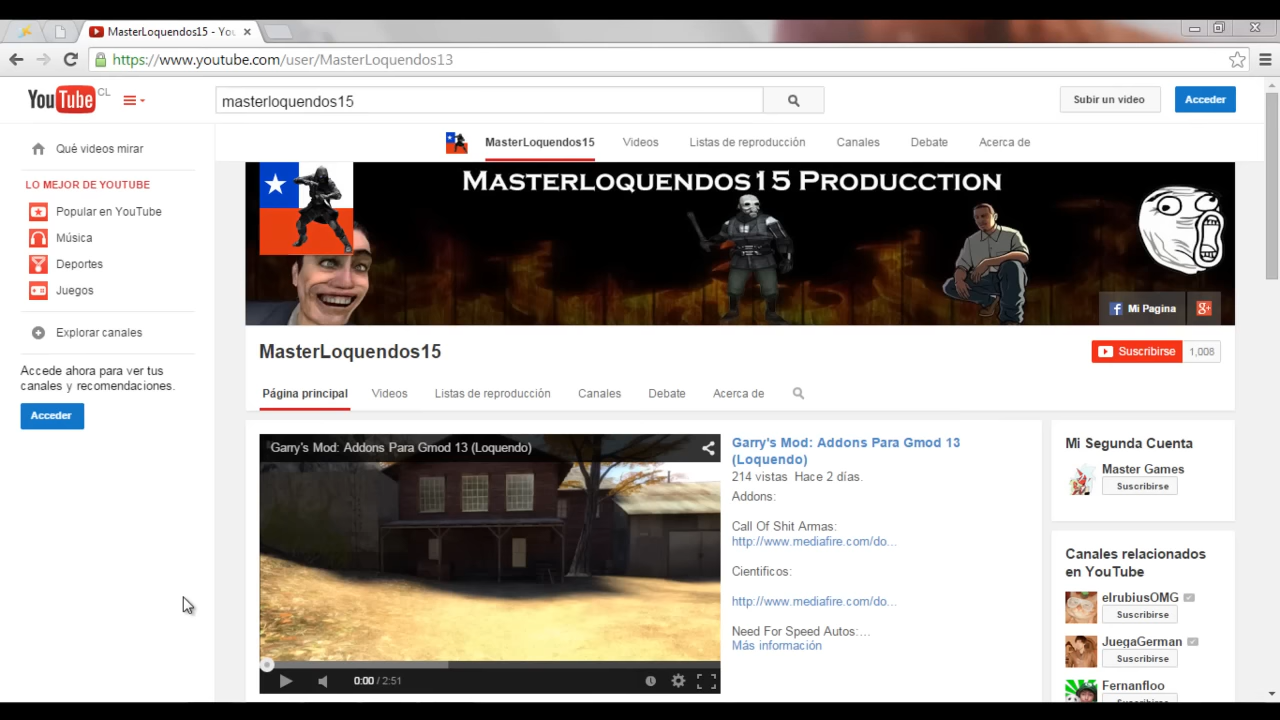 MasterLoquendos15 - You
https://www.youtube.com/user/MasterLoquendos13
YouTube CL
masterloquendos15
Subir un video
Acceder
Qué videos mirar
LO MEJOR DE YOUTUBE
Popular en YouTube
Música
Deportes
Juegos
Explorar canales
Accede ahora para ver tus
canales y recomendaciones.
Acceder
MasterLoquendos15 Videos Listas de reproducción Canales Debate Acerca de
MASTERLOQUENDOS15 PRODUCCTION
f Mi Pagina
g+
MasterLoquendos15
Suscribirse 1,008
Página principal Videos Listas de reproducción Canales Debate Acerca de
Garry's Mod: Addons Para Gmod 13 (Loquendo)
0:00 / 2:51
Garry's Mod: Addons Para Gmod 13
(Loquendo)
214 vistas Hace 2 días.
Addons:
Call Of Shit Armas:
http://www.mediafire.com/do...
Cientificos:
http://www.mediafire.com/do...
Need For Speed Autos:...
Más información
Mi Segunda Cuenta
Master Games
Suscribirse
Canales relacionados
en YouTube
elrubiusOMG
Suscribirse
JuegaGerman
Suscribirse
Fernanfloo
Suscribirse